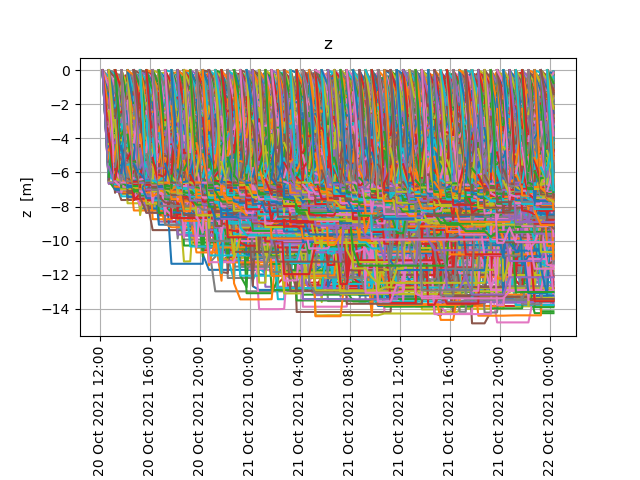 z
0
−2
−4
−6
−8
−10
−12
−14
z [m]
20 Oct 2021 12:00
20 Oct 2021 16:00
20 Oct 2021 20:00
21 Oct 2021 00:00
21 Oct 2021 04:00
21 Oct 2021 08:00
21 Oct 2021 12:00
21 Oct 2021 16:00
21 Oct 2021 20:00
22 Oct 2021 00:00